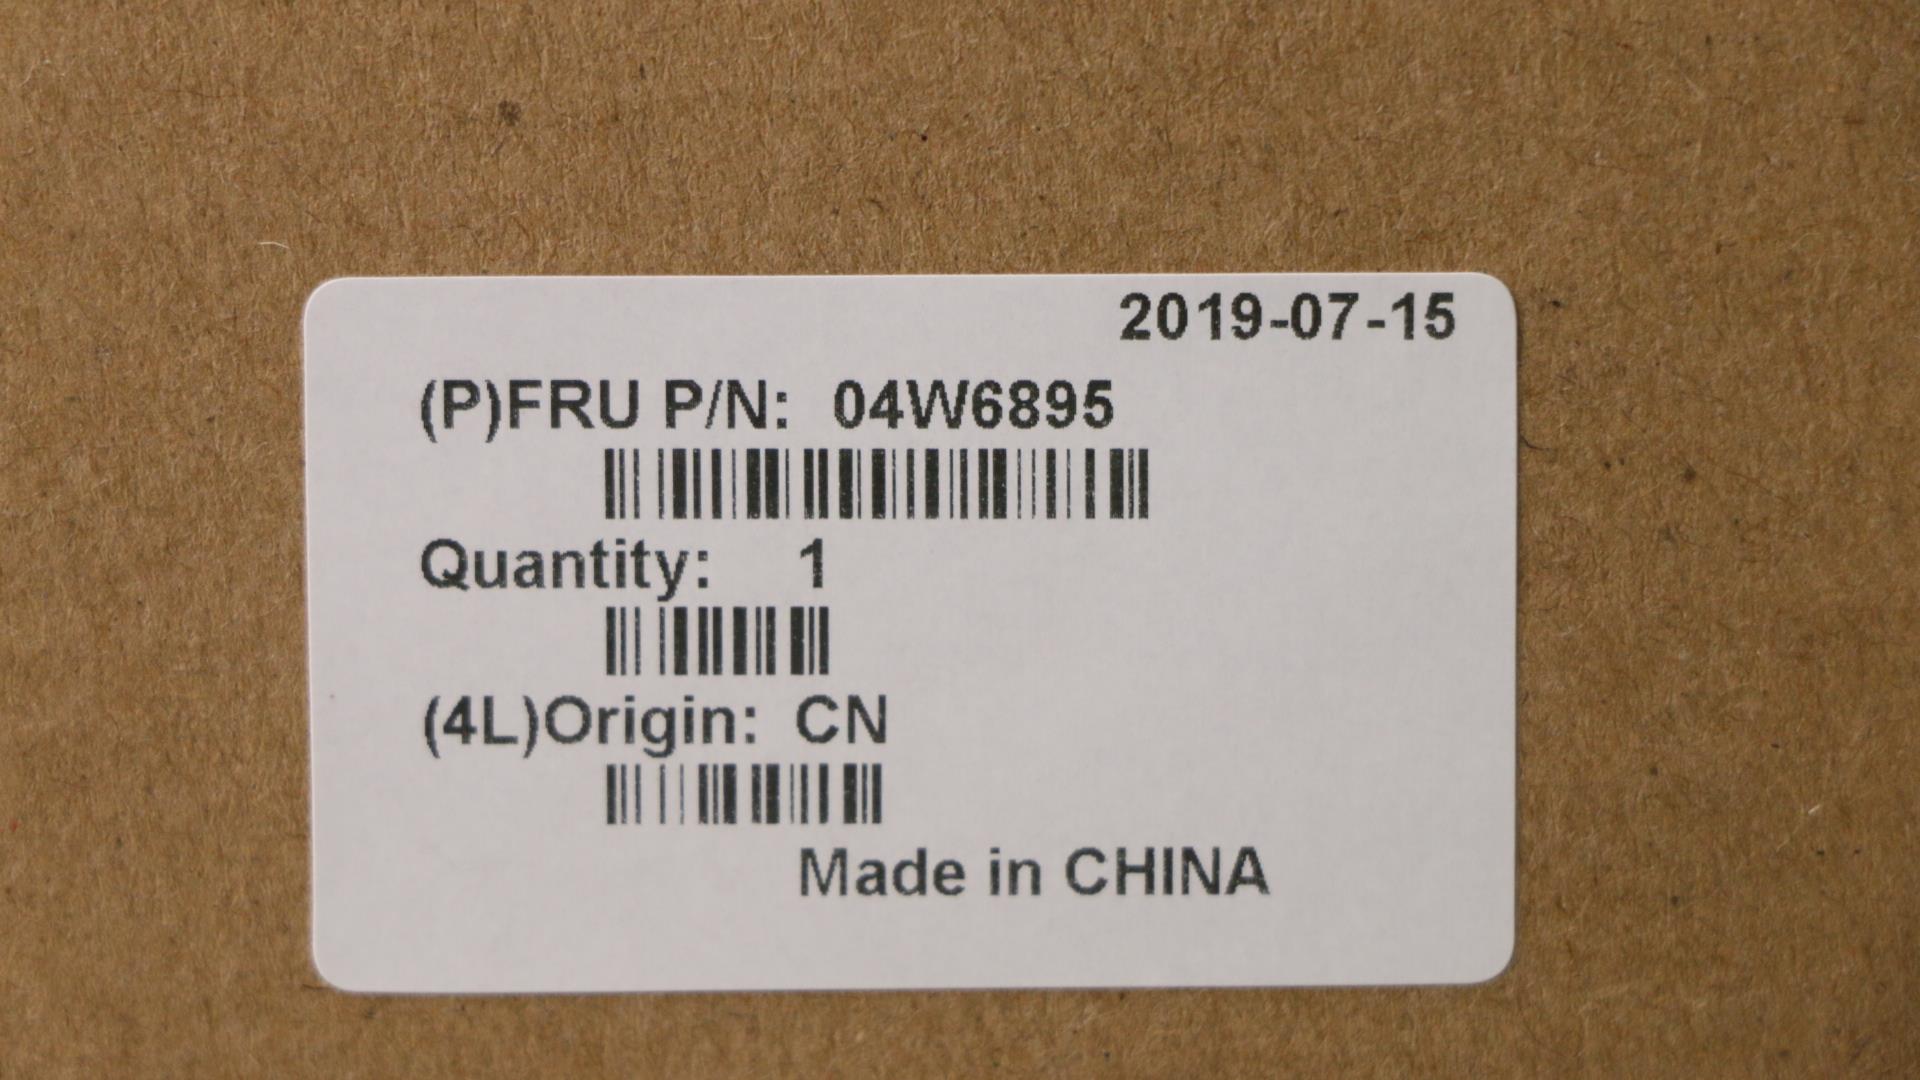 2019-07-15
(P)FRU P/N: 04W6895
Quantity: 1
(4L)Origin: CN
Made in CHINA